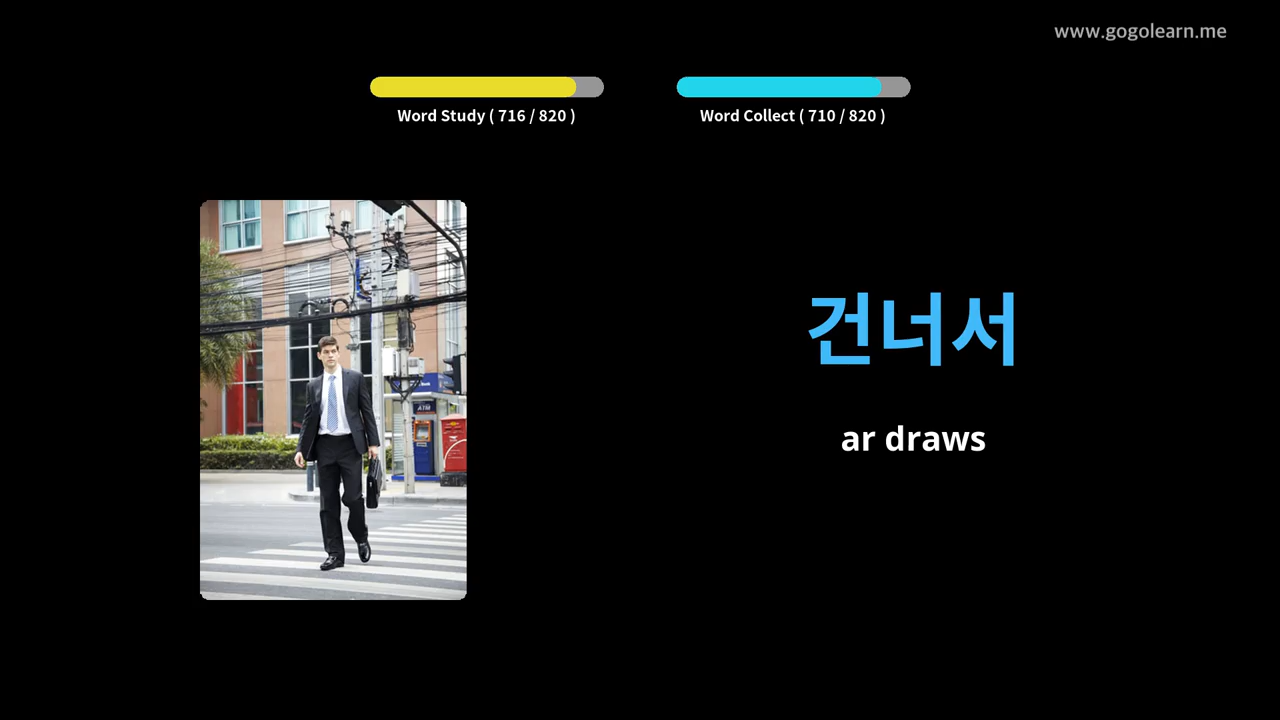 www.gogolearn.me
Word Study ( 716 / 820 )
Word Collect ( 710 / 820 )
ATM
건너서
ar draws